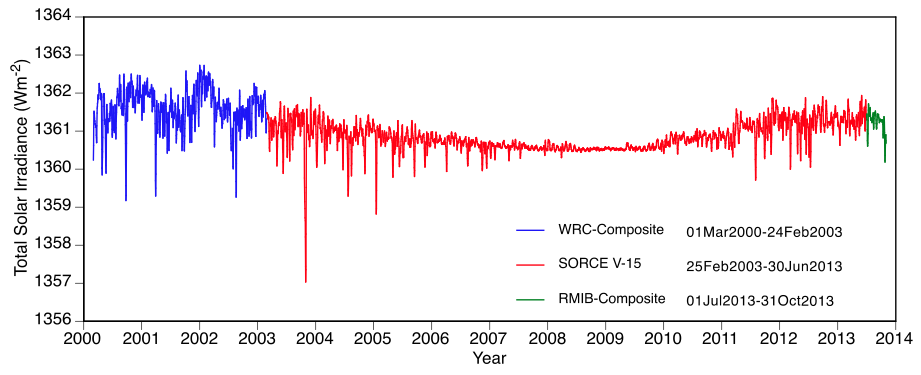 1364
1363
1362
1361
1360
1359
1358
1357
1356
Total Solar Irradiance (Wm-2)
WRC-Composite 01Mar2000-24Feb2003
SORCE V-15 25Feb2003-30Jun2013
RMIB-Composite 01Jul2013-31Oct2013
2000 2001 2002 2003 2004 2005 2006 2007 2008 2009 2010 2011 2012 2013 2014
Year